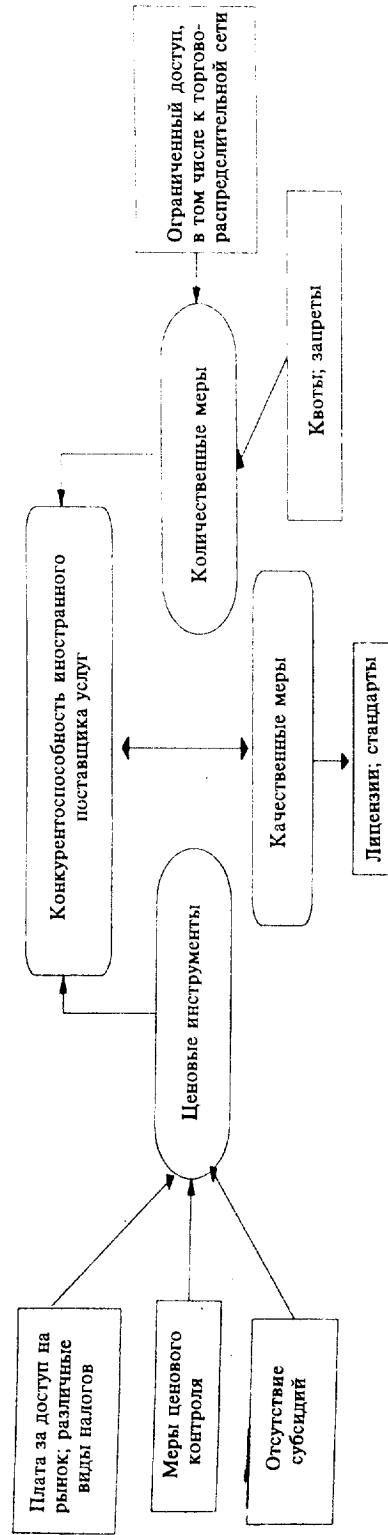 Плата за доступ на
рынок; различные
виды налогов
Меры ценового
контроля
Отсутствие
субсидий
Ценовые инструменты
Конкурентоспособность иностранного
поставщика услуг
Качественные меры
Лицензии; стандарты
Количественные меры
Ограниченный доступ,
в том числе к торгово-
распределительной сети
Квоты; запреты